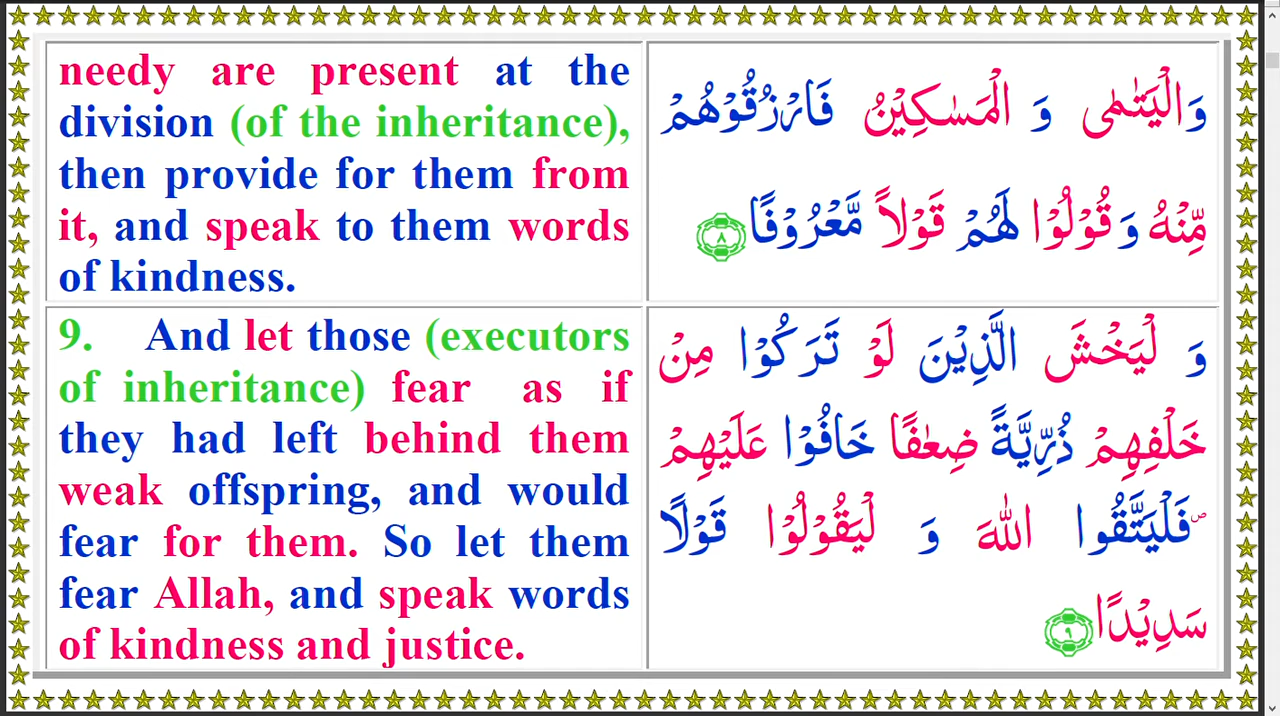 needy are present at the
division (of the inheritance),
then provide for them from
it, and speak to them words
of kindness.
وَالْيَتٰمٰى وَ الْمَسٰكِيْنُ فَارْزُقُوْهُمْ
مِّنْهُ وَ قُوْلُوْا لَهُمْ قَوْلاً مَّعْرُوْفًا ٨
9. And let those (executors
of inheritance) fear as if
they had left behind them
weak offspring, and would
fear for them. So let them
fear Allah, and speak words
of kindness and justice.
وَ لْيَخْشَ الَّذِيْنَ لَوْ تَرَكُوْا مِنْ
خَلْفِهِمْ ذُرِّيَّةً ضِعٰفًا خَافُوْا عَلَيْهِمْ
ۖ فَلْيَتَّقُوا اللّٰهَ وَ لْيَقُوْلُوْا قَوْلًا
سَدِيْدًا ٩